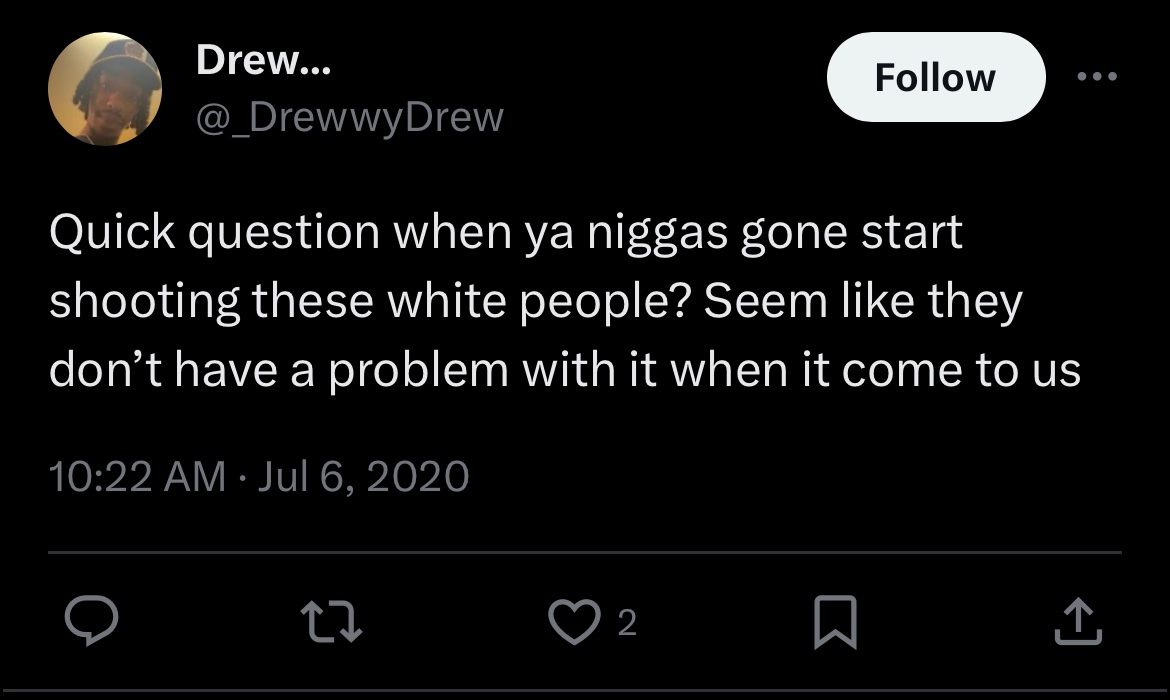 Drew...
@_DrewwyDrew
Follow
Quick question when ya niggas gone start
shooting these white people? Seem like they
don’t have a problem with it when it come to us
10:22 AM · Jul 6, 2020
2